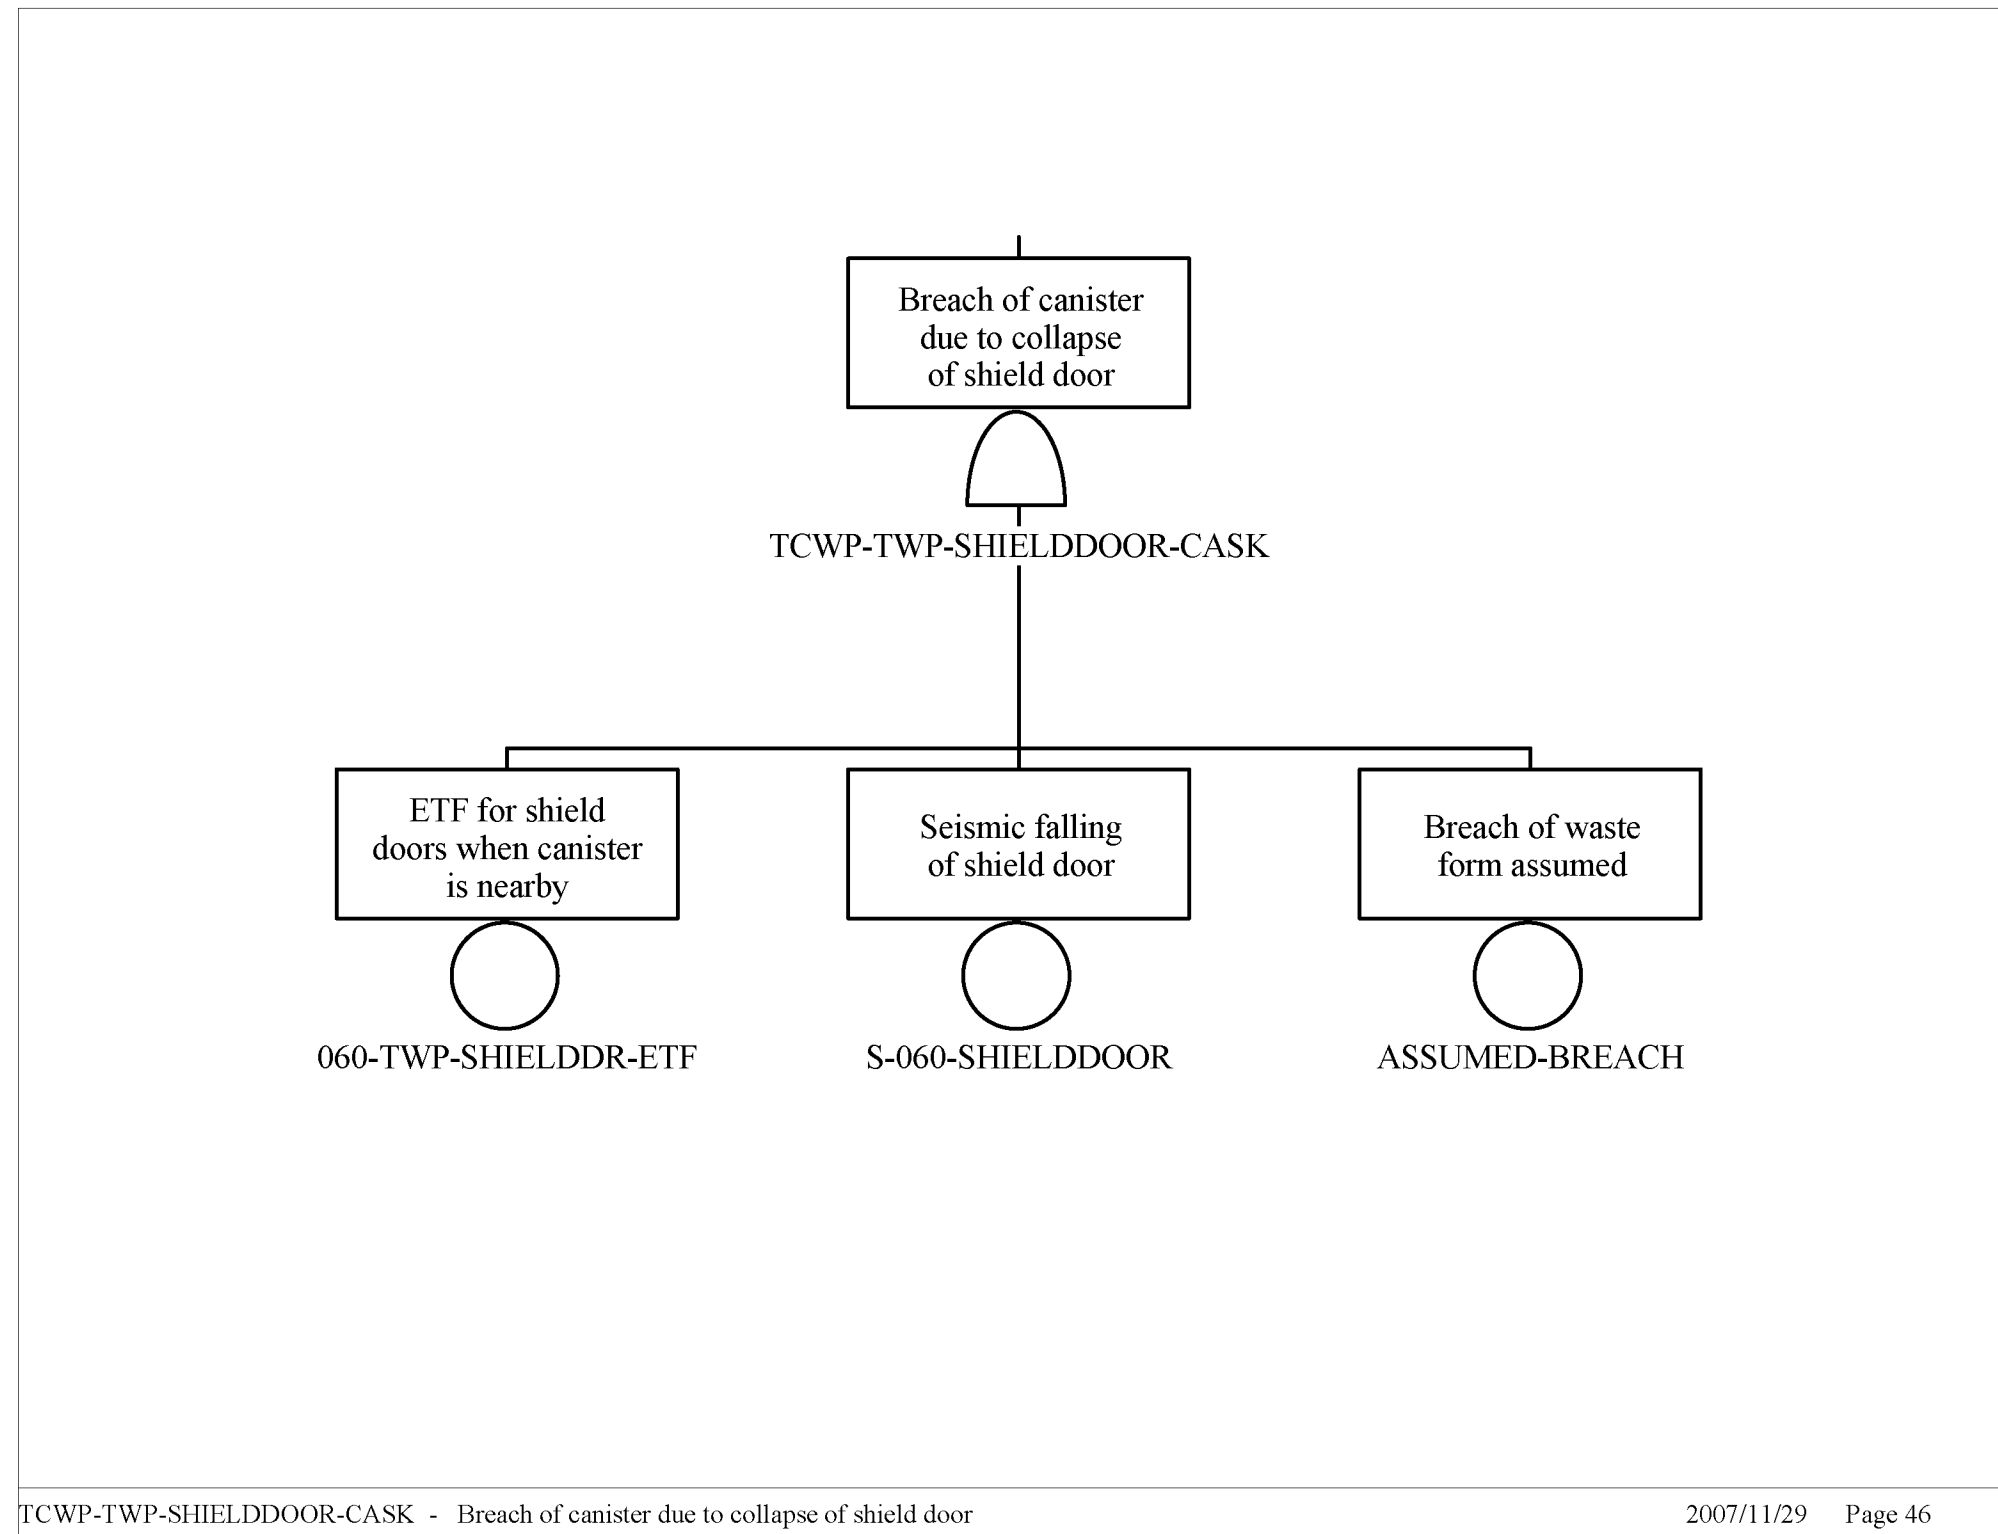 Breach of canister
due to collapse
of shield door
TCWP-TWP-SHIELDDOOR-CASK
ETF for shield
doors when canister
is nearby
060-TWP-SHIELDDR-ETF
Seismic falling
of shield door
S-060-SHIELDDOOR
Breach of waste
form assumed
ASSUMED-BREACH
TCWP-TWP-SHIELDDOOR-CASK - Breach of canister due to collapse of shield door
2007/11/29 Page 46